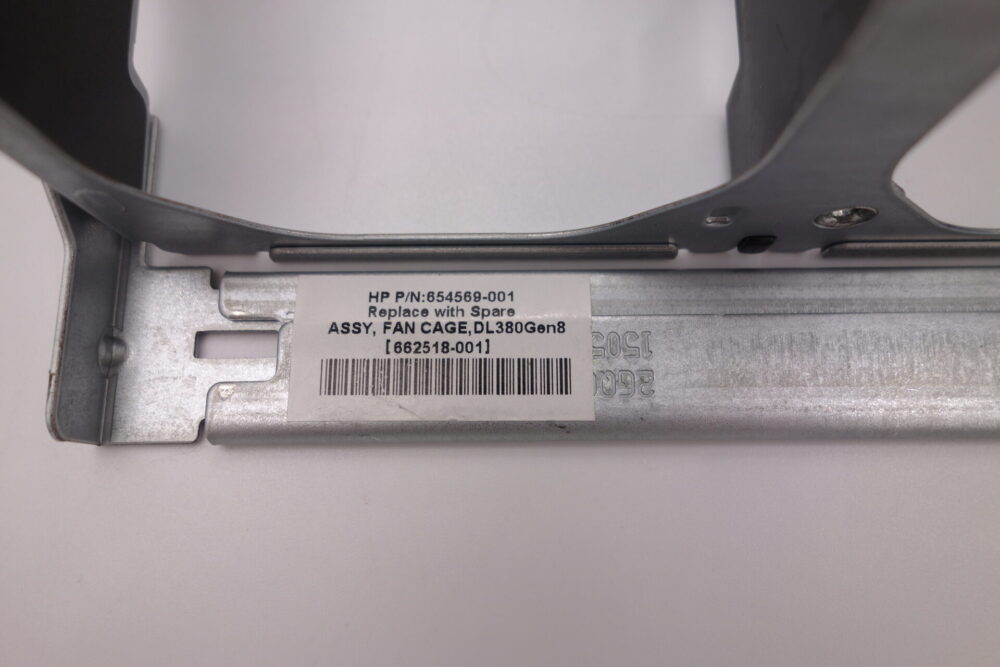 HP P/N:654569-001
Replace with Spare
ASSY, FAN CAGE,DL380Gen8
[662518-001]